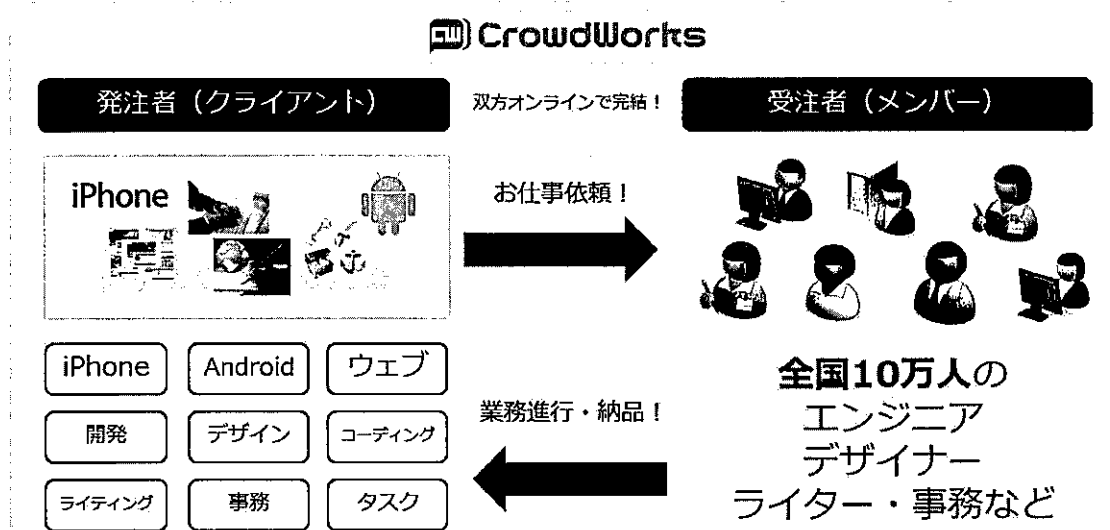 CW CrowdWorks
発注者（クライアント）
双方オンラインで完結！
受注者（メンバー）
iPhone
お仕事依頼！
iPhone
Android
ウェブ
開発
デザイン
コーディング
ライティング
事務
タスク
業務進行・納品！
全国10万人の
エンジニア
デザイナー
ライター・事務など